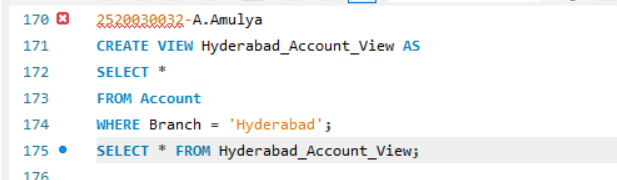 170 2520030032-A.Amulya
171 CREATE VIEW Hyderabad_Account_View AS
172 SELECT *
173 FROM Account
174 WHERE Branch = 'Hyderabad';
175 SELECT * FROM Hyderabad_Account_View;
176